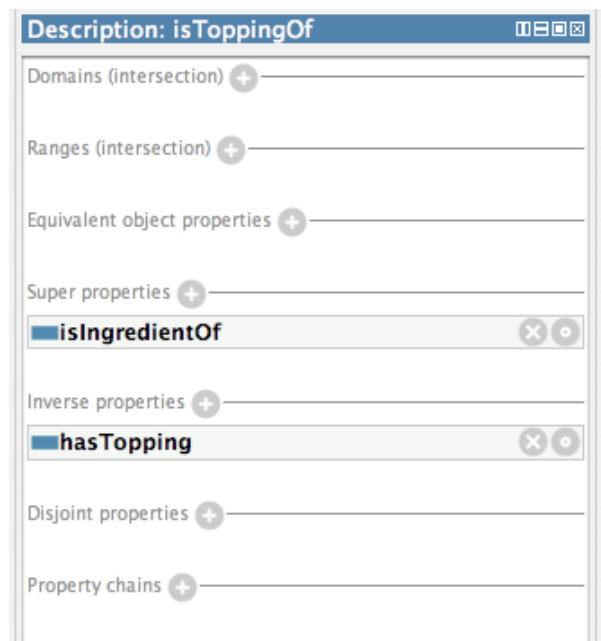 Description: isToppingOf
Domains (intersection)
Ranges (intersection)
Equivalent object properties
Super properties
isIngredientOf
Inverse properties
hasTopping
Disjoint properties
Property chains